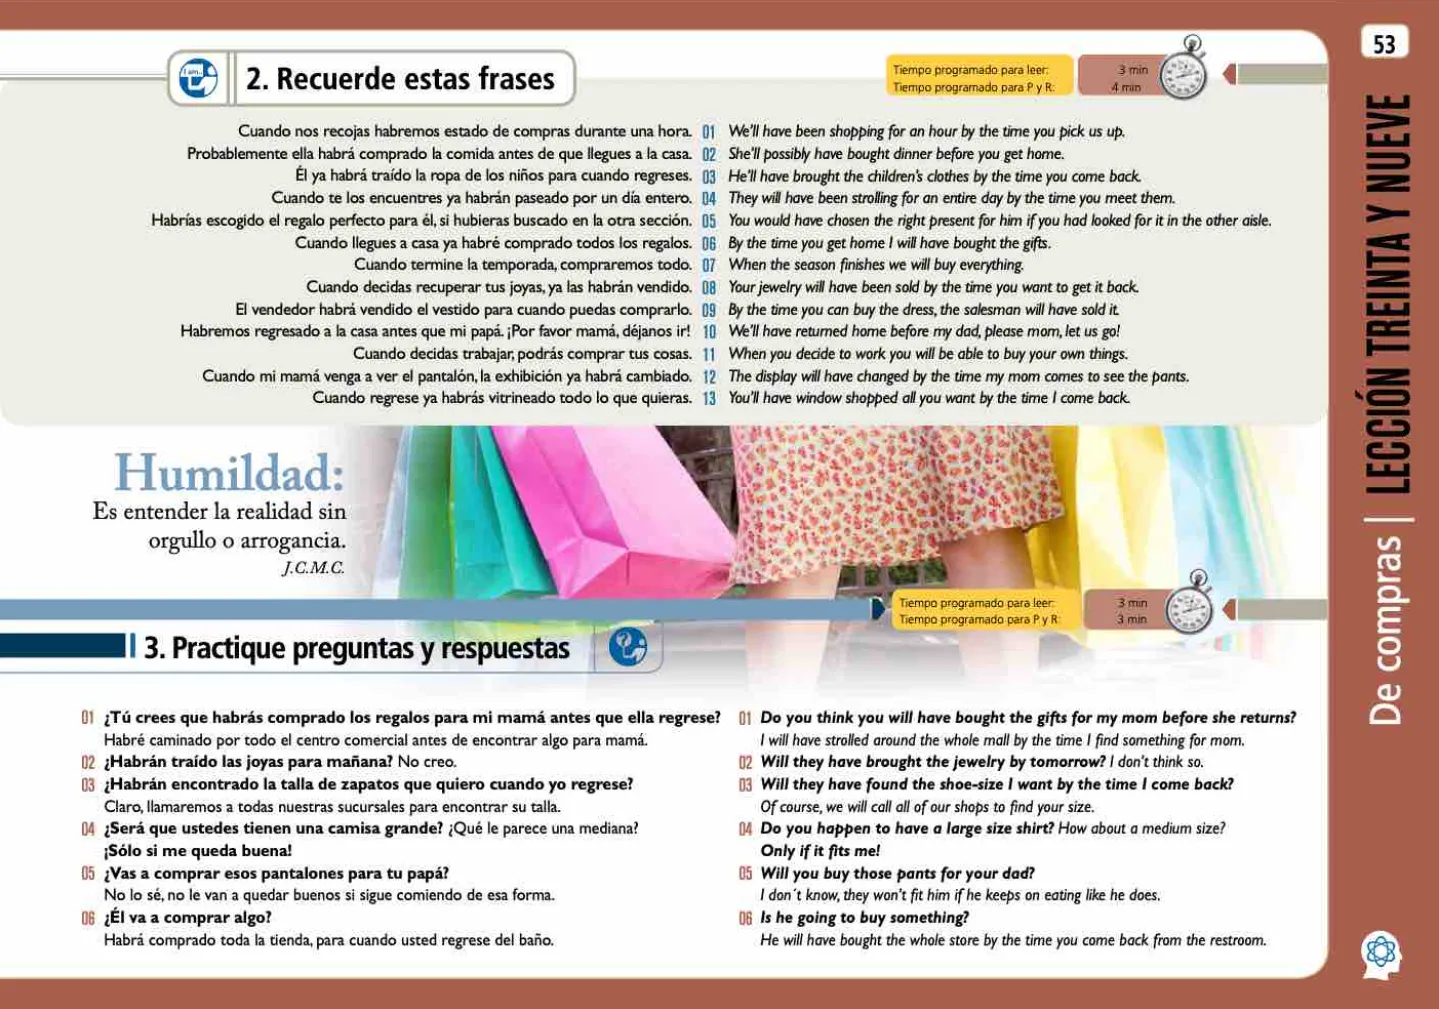 53
2. Recuerde estas frases
Tiempo programado para leer: 3 min
Tiempo programado para P y R: 4 min
Cuando nos recojas habremos estado de compras durante una hora. 01 We'll have been shopping for an hour by the time you pick us up.
Probablemente ella habrá comprado la comida antes de que llegues a la casa. 02 She'll possibly have bought dinner before you get home.
Él ya habrá traído la ropa de los niños para cuando regreses. 03 He'll have brought the children's clothes by the time you come back.
Cuando te los encuentres ya habrán paseado por un día entero. 04 They will have been strolling for an entire day by the time you meet them.
Habrías escogido el regalo perfecto para él, si hubieras buscado en la otra sección. 05 You would have chosen the right present for him if you had looked for it in the other aisle.
Cuando llegues a casa ya habré comprado todos los regalos. 06 By the time you get home I will have bought the gifts.
Cuando termine la temporada, compraremos todo. 07 When the season finishes we will buy everything.
Cuando decidas recuperar tus joyas, ya las habrán vendido. 08 Your jewelry will have been sold by the time you want to get it back.
El vendedor habrá vendido el vestido para cuando puedas comprarlo. 09 By the time you can buy the dress, the salesman will have sold it.
Habremos regresado a la casa antes que mi papá. ¡Por favor mamá, déjanos ir! 10 We'll have returned home before my dad, please mom, let us go!
Cuando decidas trabajar, podrás comprar tus cosas. 11 When you decide to work you will be able to buy your own things.
Cuando mi mamá venga a ver el pantalón, la exhibición ya habrá cambiado. 12 The display will have changed by the time my mom comes to see the pants.
Cuando regrese ya habrás vitrineado todo lo que quieras. 13 You'll have window shopped all you want by the time I come back.
Humildad:
Es entender la realidad sin
orgullo o arrogancia.
J.C.M.C.
Tiempo programado para leer: 3 min
Tiempo programado para P y R: 3 min
3. Practique preguntas y respuestas
01 ¿Tú crees que habrás comprado los regalos para mi mamá antes que ella regrese?
Habré caminado por todo el centro comercial antes de encontrar algo para mamá.
02 ¿Habrán traído las joyas para mañana? No creo.
03 ¿Habrán encontrado la talla de zapatos que quiero cuando yo regrese?
Claro, llamaremos a todas nuestras sucursales para encontrar su talla.
04 ¿Será que ustedes tienen una camisa grande? ¿Qué le parece una mediana?
¡Sólo si me queda buena!
05 ¿Vas a comprar esos pantalones para tu papá?
No lo sé, no le van a quedar buenos si sigue comiendo de esa forma.
06 ¿Él va a comprar algo?
Habrá comprado toda la tienda, para cuando usted regrese del baño.
01 Do you think you will have bought the gifts for my mom before she returns?
I will have strolled around the whole mall by the time I find something for mom.
02 Will they have brought the jewelry by tomorrow? I don't think so.
03 Will they have found the shoe-size I want by the time I come back?
Of course, we will call all of our shops to find your size.
04 Do you happen to have a large size shirt? How about a medium size?
Only if it fits me!
05 Will you buy those pants for your dad?
I don´t know, they won't fit him if he keeps on eating like he does.
06 Is he going to buy something?
He will have bought the whole store by the time you come back from the restroom.
De compras | LECCIÓN TREINTA Y NUEVE